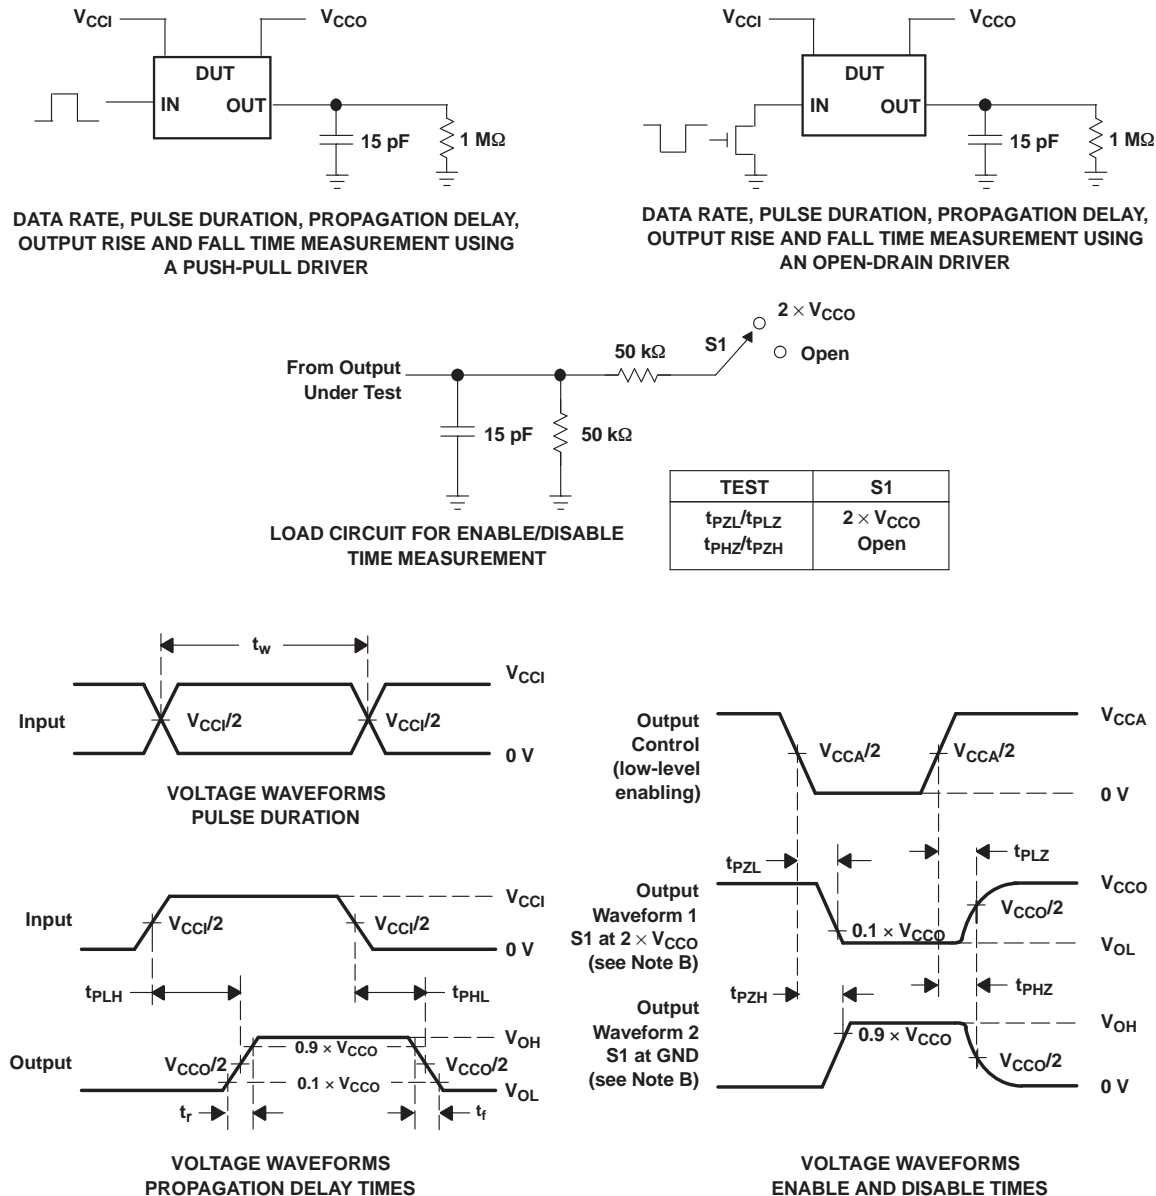 VCCI VCCO
DUT
IN OUT
15 pF 1 MΩ
DATA RATE, PULSE DURATION, PROPAGATION DELAY,
OUTPUT RISE AND FALL TIME MEASUREMENT USING
A PUSH-PULL DRIVER
VCCI VCCO
DUT
IN OUT
15 pF 1 MΩ
DATA RATE, PULSE DURATION, PROPAGATION DELAY,
OUTPUT RISE AND FALL TIME MEASUREMENT USING
AN OPEN-DRAIN DRIVER
2 × VCCO
S1
Open
50 kΩ
From Output
Under Test
15 pF 50 kΩ
LOAD CIRCUIT FOR ENABLE/DISABLE
TIME MEASUREMENT
TEST S1
tPZL/tPLZ 2 × VCCO
tPHZ/tPZH Open
tw
VCCI
Input VCCI/2 VCCI/2
0 V
VOLTAGE WAVEFORMS
PULSE DURATION
VCCI
Input VCCI/2 VCCI/2
0 V
tPLH tPHL
VOH
0.9 × VCCO
Output VCCO/2 VCCO/2
0.1 × VCCO
VOL
tr tf
VOLTAGE WAVEFORMS
PROPAGATION DELAY TIMES
Output
Control
(low-level
enabling)
VCCA
VCCA/2 VCCA/2
0 V
tPZL tPLZ
Output
Waveform 1
S1 at 2 × VCCO
(see Note B)
VCCO
VCCO/2
0.1 × VCCO
VOL
tPZH tPHZ
Output
Waveform 2
S1 at GND
(see Note B)
VOH
0.9 × VCCO
VCCO/2
0 V
VOLTAGE WAVEFORMS
ENABLE AND DISABLE TIMES